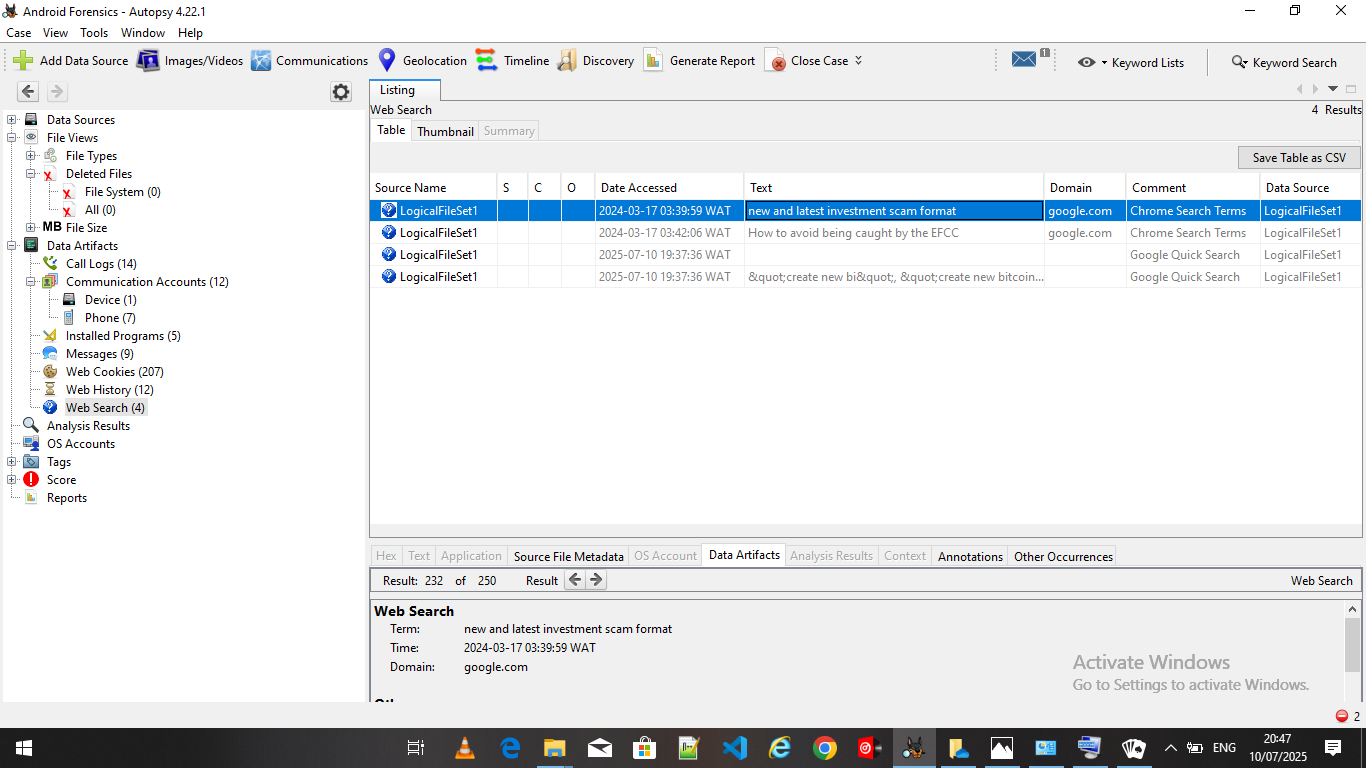 Android Forensics - Autopsy 4.22.1
Case View Tools Window Help
Add Data Source Images/Videos Communications Geolocation Timeline Discovery Generate Report Close Case 1 Keyword Lists Keyword Search
Listing
Web Search 4 Results
Table Thumbnail Summary
Save Table as CSV
Source Name S C O Date Accessed Text Domain Comment Data Source
LogicalFileSet1 2024-03-17 03:39:59 WAT new and latest investment scam format google.com Chrome Search Terms LogicalFileSet1
LogicalFileSet1 2024-03-17 03:42:06 WAT How to avoid being caught by the EFCC google.com Chrome Search Terms LogicalFileSet1
LogicalFileSet1 2025-07-10 19:37:36 WAT Google Quick Search LogicalFileSet1
LogicalFileSet1 2025-07-10 19:37:36 WAT &quot;create new bi&quot;, &quot;create new bitcoin... Google Quick Search LogicalFileSet1
Data Sources
File Views
File Types
Deleted Files
File System (0)
All (0)
MB File Size
Data Artifacts
Call Logs (14)
Communication Accounts (12)
Device (1)
Phone (7)
Installed Programs (5)
Messages (9)
Web Cookies (207)
Web History (12)
Web Search (4)
Analysis Results
OS Accounts
Tags
Score
Reports
Hex Text Application Source File Metadata OS Account Data Artifacts Analysis Results Context Annotations Other Occurrences
Result: 232 of 250 Result Web Search
Web Search
Term: new and latest investment scam format
Time: 2024-03-17 03:39:59 WAT
Domain: google.com
Activate Windows
Go to Settings to activate Windows.
2
ENG
20:47
10/07/2025